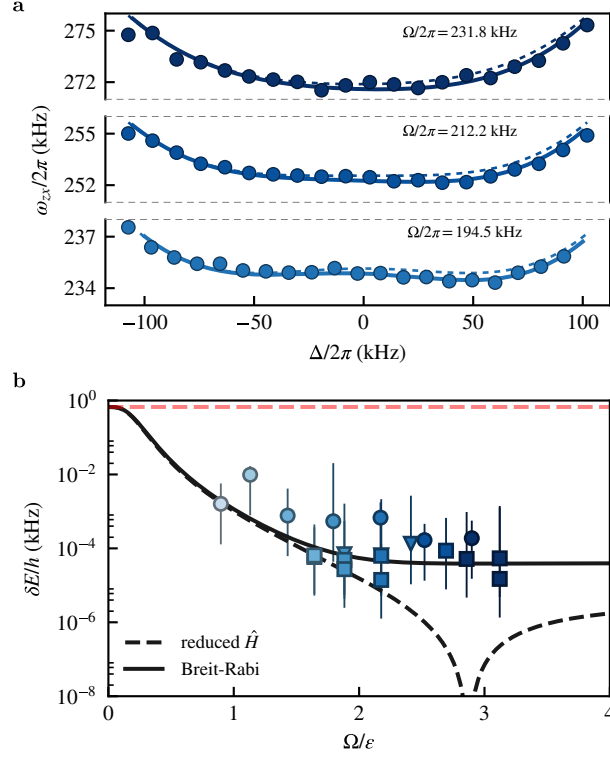 a
275
272
Ω/2π = 231.8 kHz
255
252
Ω/2π = 212.2 kHz
237
234
Ω/2π = 194.5 kHz
ω_{zx}/2π (kHz)
−100 −50 0 50 100
Δ/2π (kHz)
b
10^0
10^{−2}
10^{−4}
10^{−6}
10^{−8}
δE/h (kHz)
reduced Ĥ
Breit-Rabi
0 1 2 3 4
Ω/ε